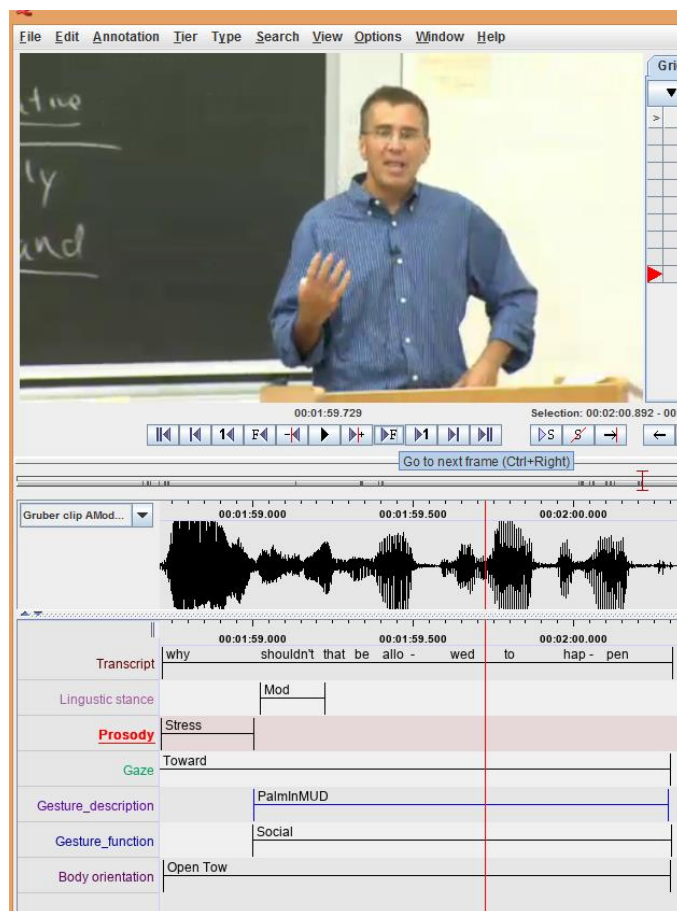 File Edit Annotation Tier Type Search View Options Window Help
Gri
>
and
00:01:59.729
Selection: 00:02:00.892 - 00
1 F + F 1 S S
Go to next frame (Ctrl+Right)
Gruber clip AMod...
00:01:59.000 00:01:59.500 00:02:00.000
00:01:59.000 00:01:59.500 00:02:00.000
Transcript why shouldn't that be allo - wed to hap - pen
Lingustic stance Mod
Prosody Stress
Gaze Toward
Gesture_description PalmInMUD
Gesture_function Social
Body orientation Open Tow